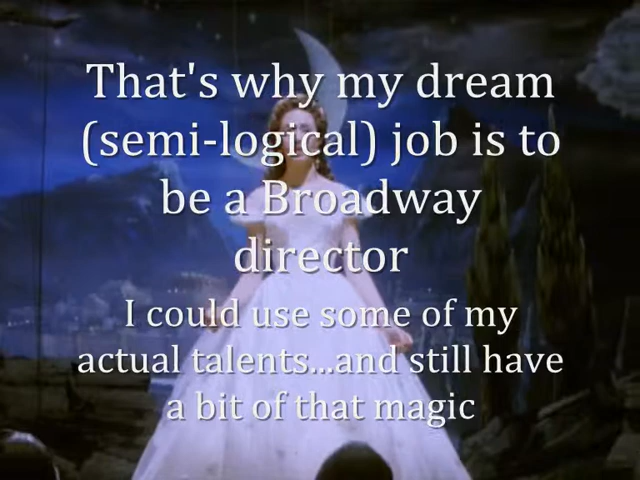 That's why my dream
(semi-logical) job is to
be a Broadway
director
I could use some of my
actual talents...and still have
a bit of that magic